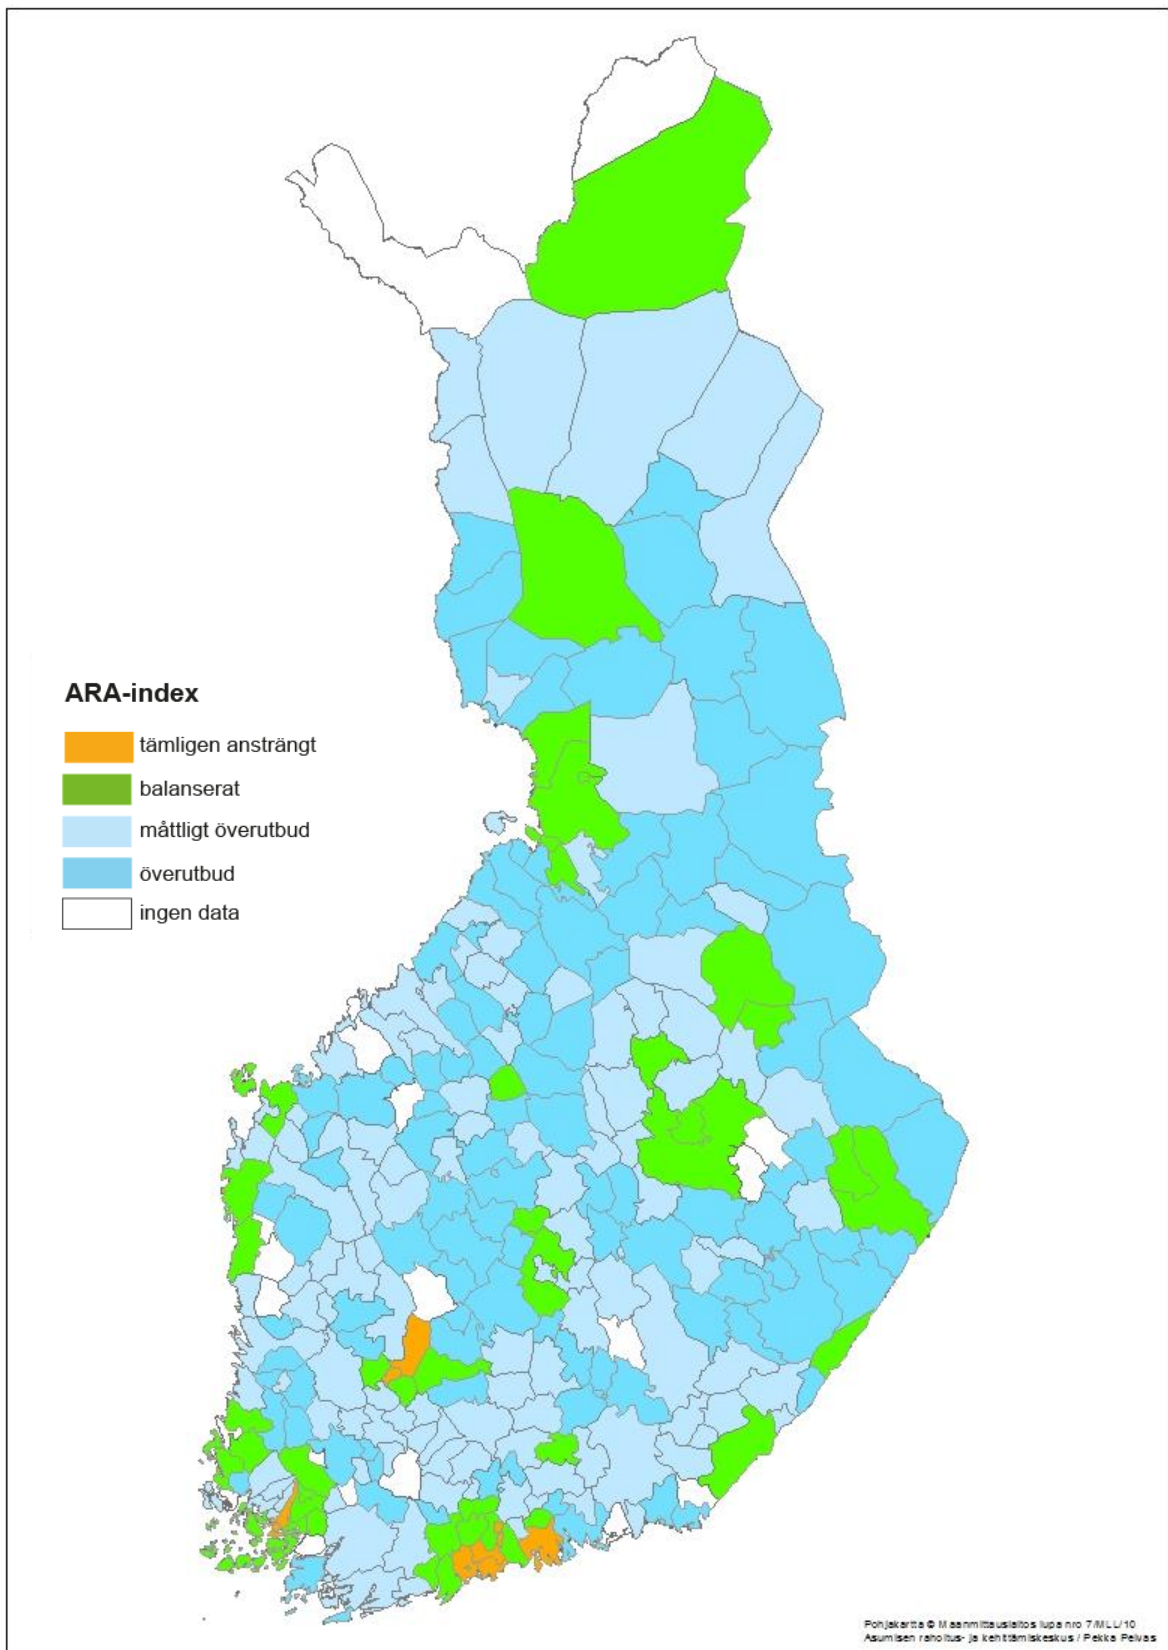 ARA-index
tämligen ansträngt
balanserat
måttligt överutbud
överutbud
ingen data
Pohjakartta © Maanmittauslaitos lupa nro 7/MLL/10
Asumisen rahoitus- ja kehittämiskeskus / Pekka Pelvas